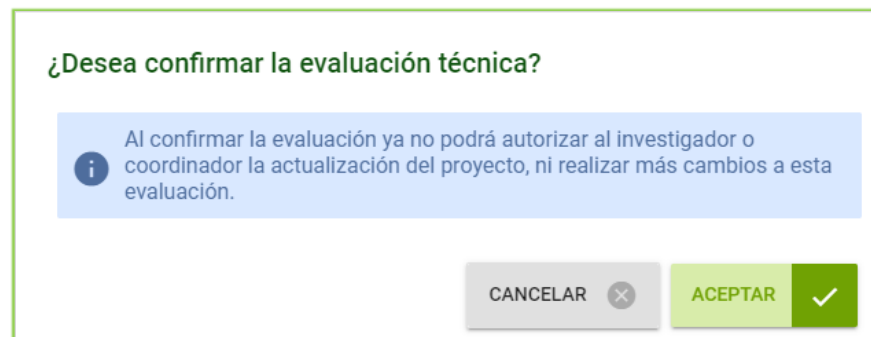 ¿Desea confirmar la evaluación técnica?
Al confirmar la evaluación ya no podrá autorizar al investigador o
coordinador la actualización del proyecto, ni realizar más cambios a esta
evaluación.
CANCELAR
ACEPTAR